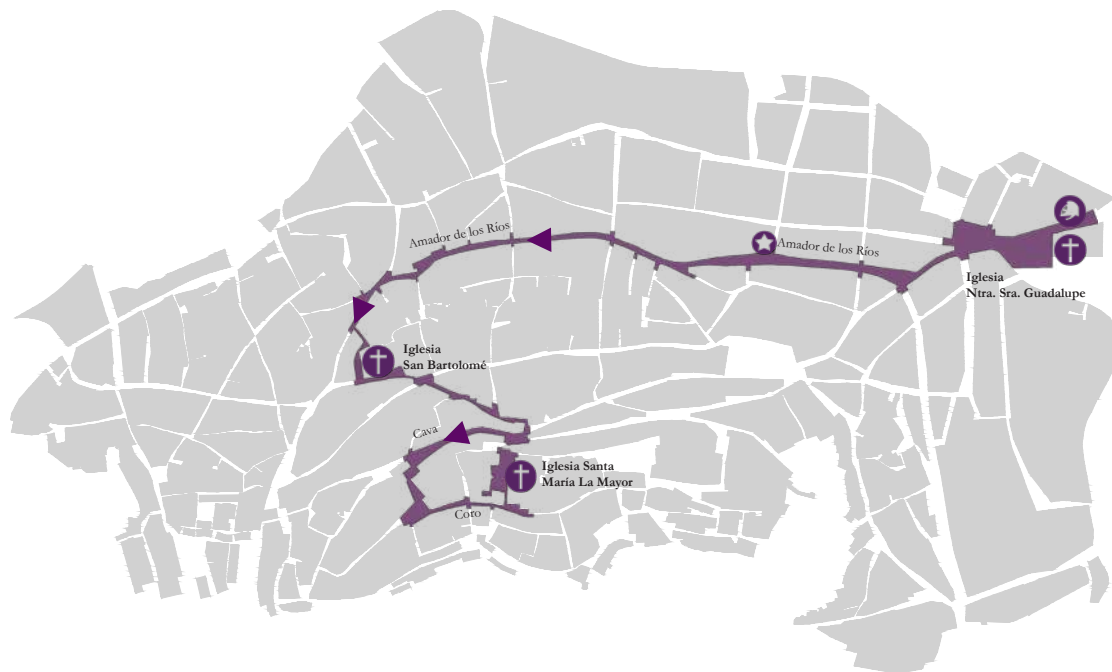 Amador de los Ríos
Amador de los Ríos
Iglesia
Ntra. Sra. Guadalupe
Iglesia
San Bartolomé
Cava
Iglesia Santa
María La Mayor
Coro